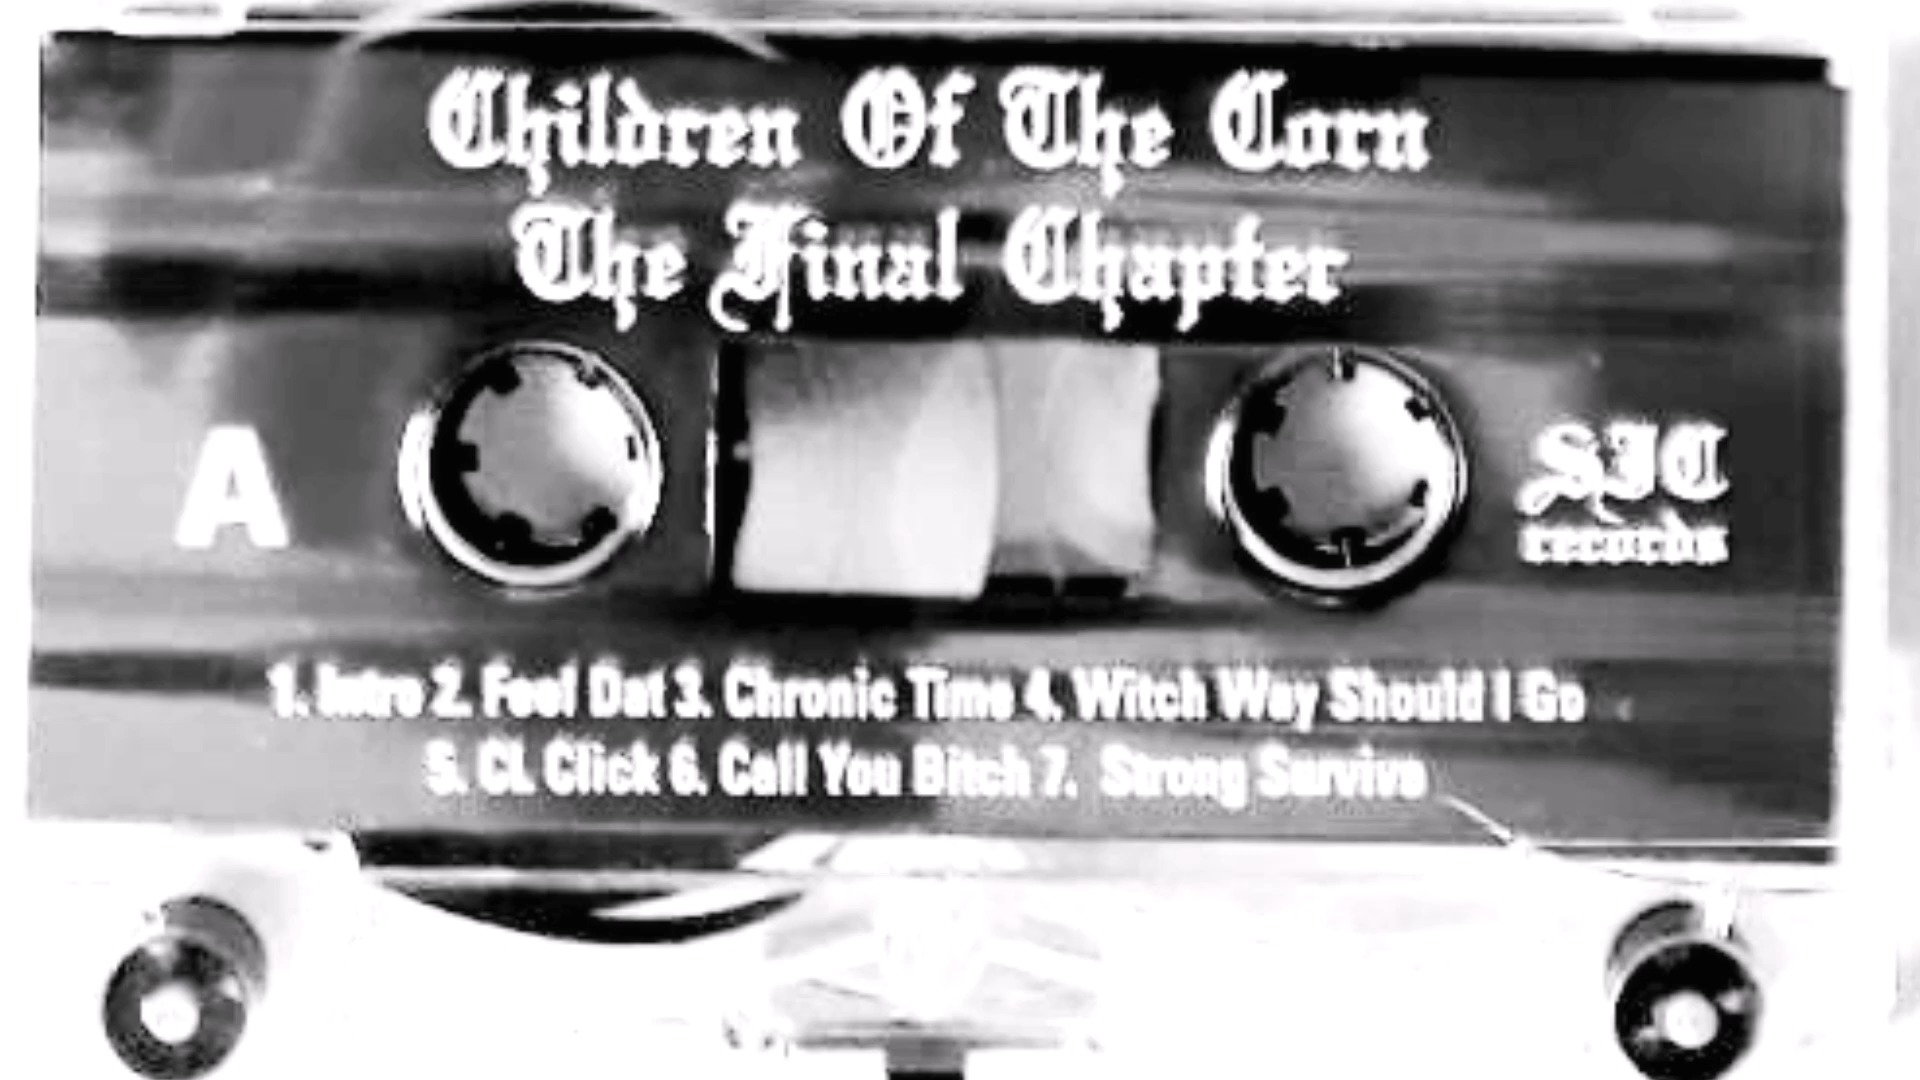 Children Of The Corn
The Final Chapter
A
SIC
records
1. Intro 2. Feel Dat 3. Chronic Time 4. Witch Way Should I Go
5. CL Click 6. Call You Bitch 7. Strong Survive